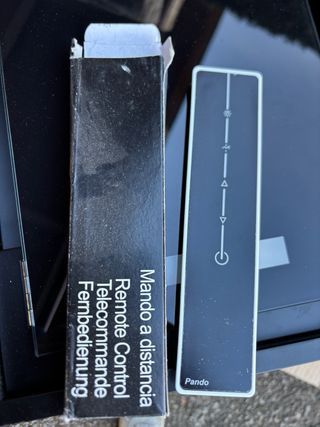 Mando a distancia
Remote Control
Telecommande
Fernbedienung
Pando